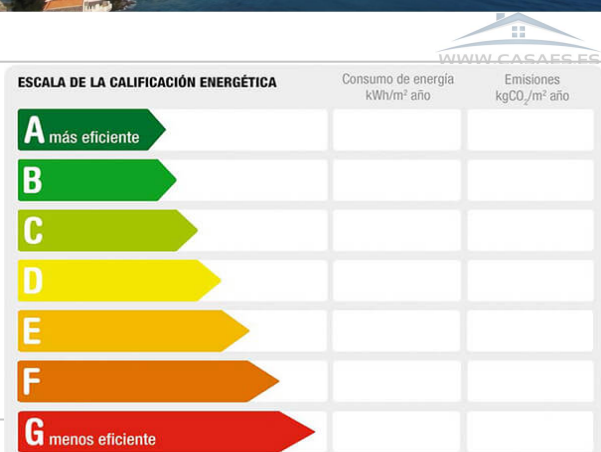 WWW.CASAES.ES
ESCALA DE LA CALIFICACIÓN ENERGÉTICA
Consumo de energía
kWh/m² año
Emisiones
kgCO₂/m² año
A más eficiente
B
C
D
E
F
G menos eficiente